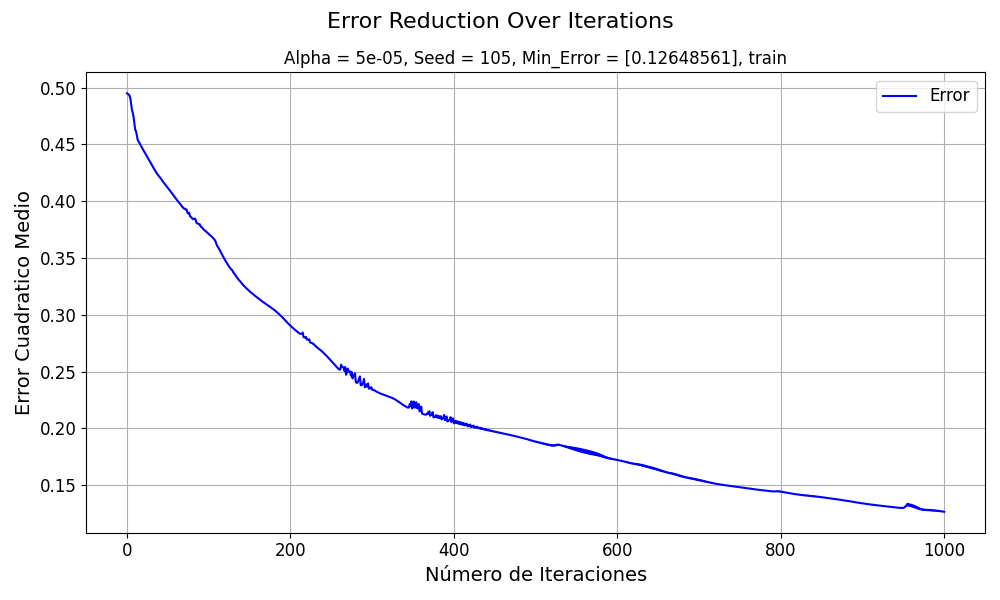 Error Reduction Over Iterations
Alpha = 5e-05, Seed = 105, Min_Error = [0.12648561], train
Error
0.50
0.45
0.40
0.35
0.30
0.25
0.20
0.15
Error Cuadratico Medio
0 200 400 600 800 1000
Número de Iteraciones